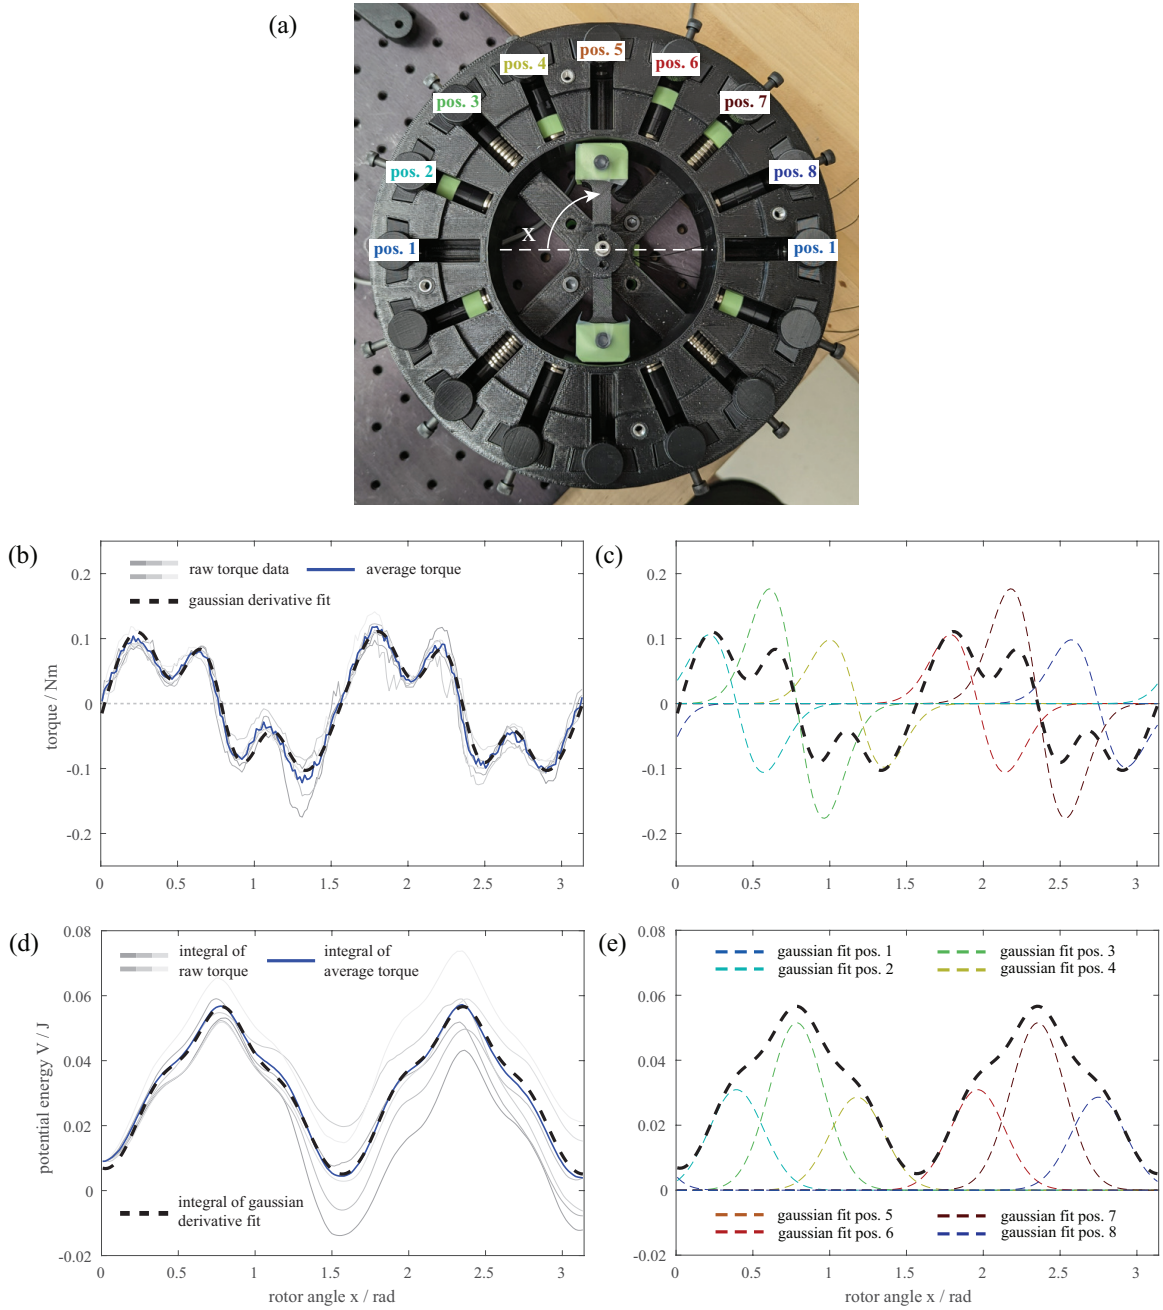 (a)
pos. 5
pos. 4
pos. 6
pos. 3
pos. 7
pos. 2
pos. 8
pos. 1
X
pos. 1
(b)
0.2
0.1
0
-0.1
-0.2
torque / Nm
raw torque data
average torque
gaussian derivative fit
0 0.5 1 1.5 2 2.5 3
(c)
0.2
0.1
0
-0.1
-0.2
0 0.5 1 1.5 2 2.5 3
(d)
0.08
0.06
0.04
0.02
0
-0.02
potential energy V / J
integral of
raw torque
integral of
average torque
integral of gaussian
derivative fit
0 0.5 1 1.5 2 2.5 3
rotor angle x / rad
(e)
0.08
0.06
0.04
0.02
0
-0.02
gaussian fit pos. 1
gaussian fit pos. 2
gaussian fit pos. 3
gaussian fit pos. 4
gaussian fit pos. 5
gaussian fit pos. 6
gaussian fit pos. 7
gaussian fit pos. 8
0 0.5 1 1.5 2 2.5 3
rotor angle x / rad